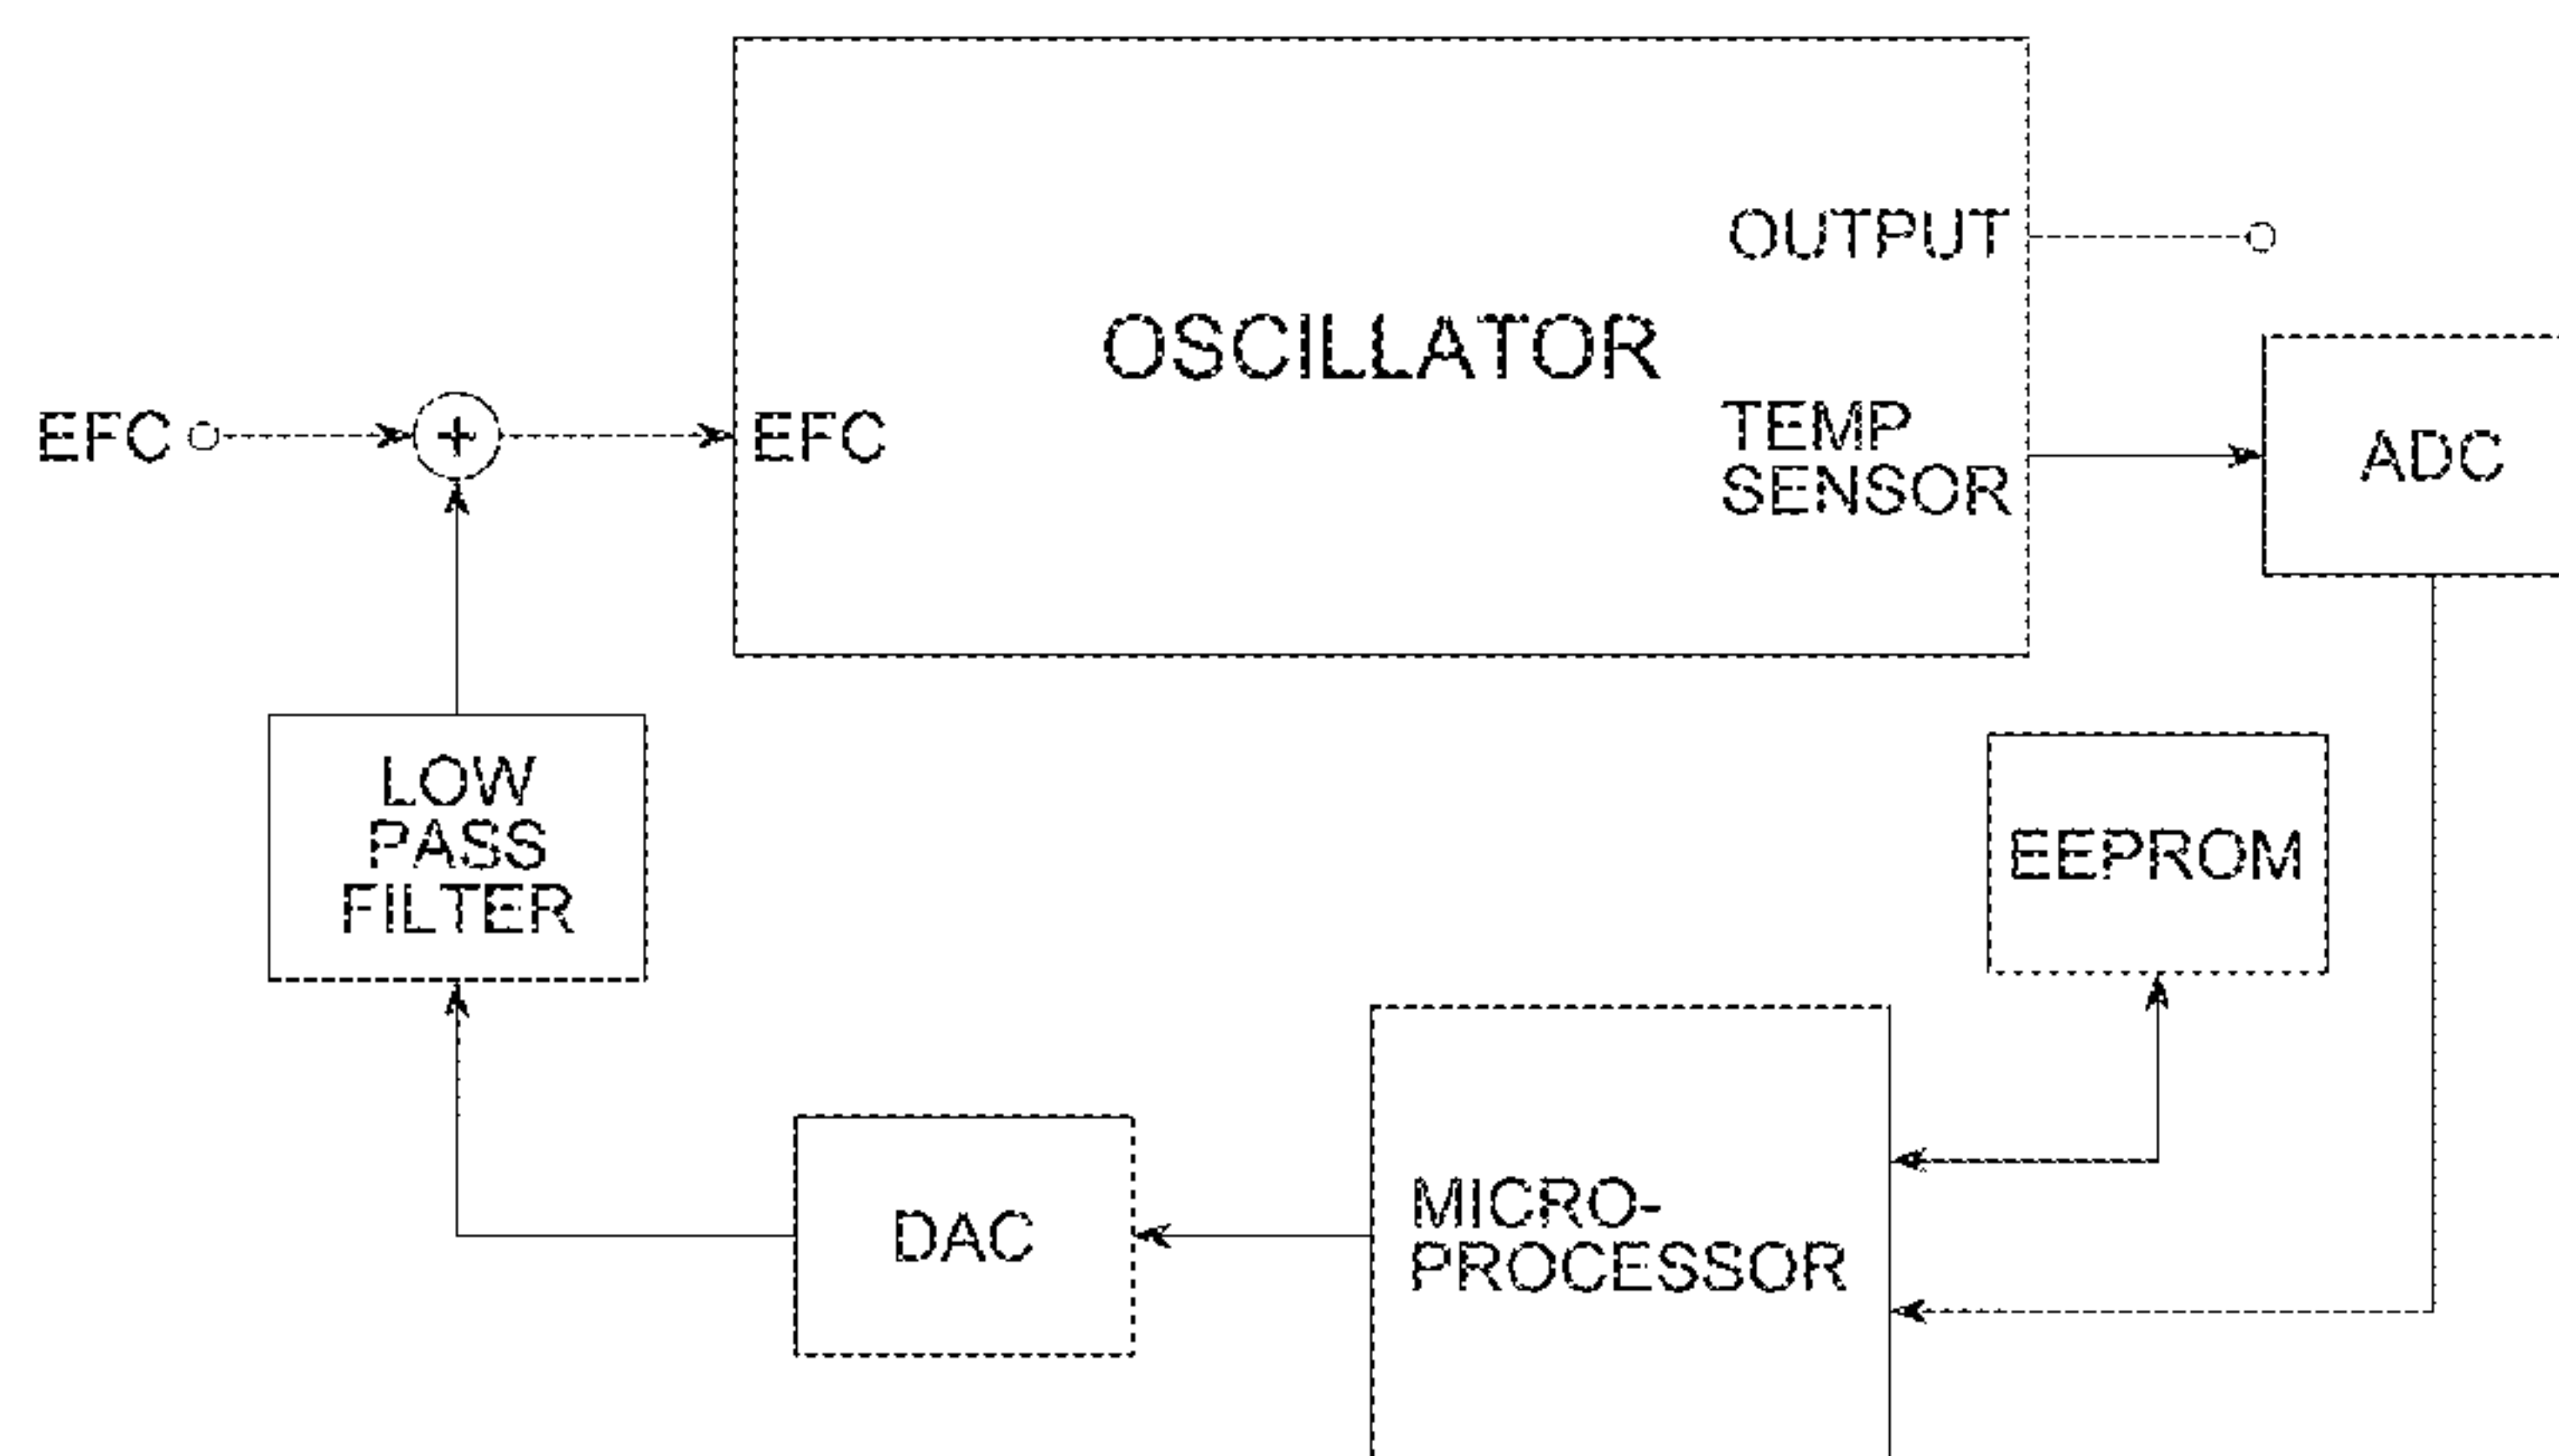 OUTPUT
OSCILLATOR
EFC
+
EFC
TEMP
SENSOR
ADC
LOW
PASS
FILTER
EEPROM
DAC
MICRO-
PROCESSOR